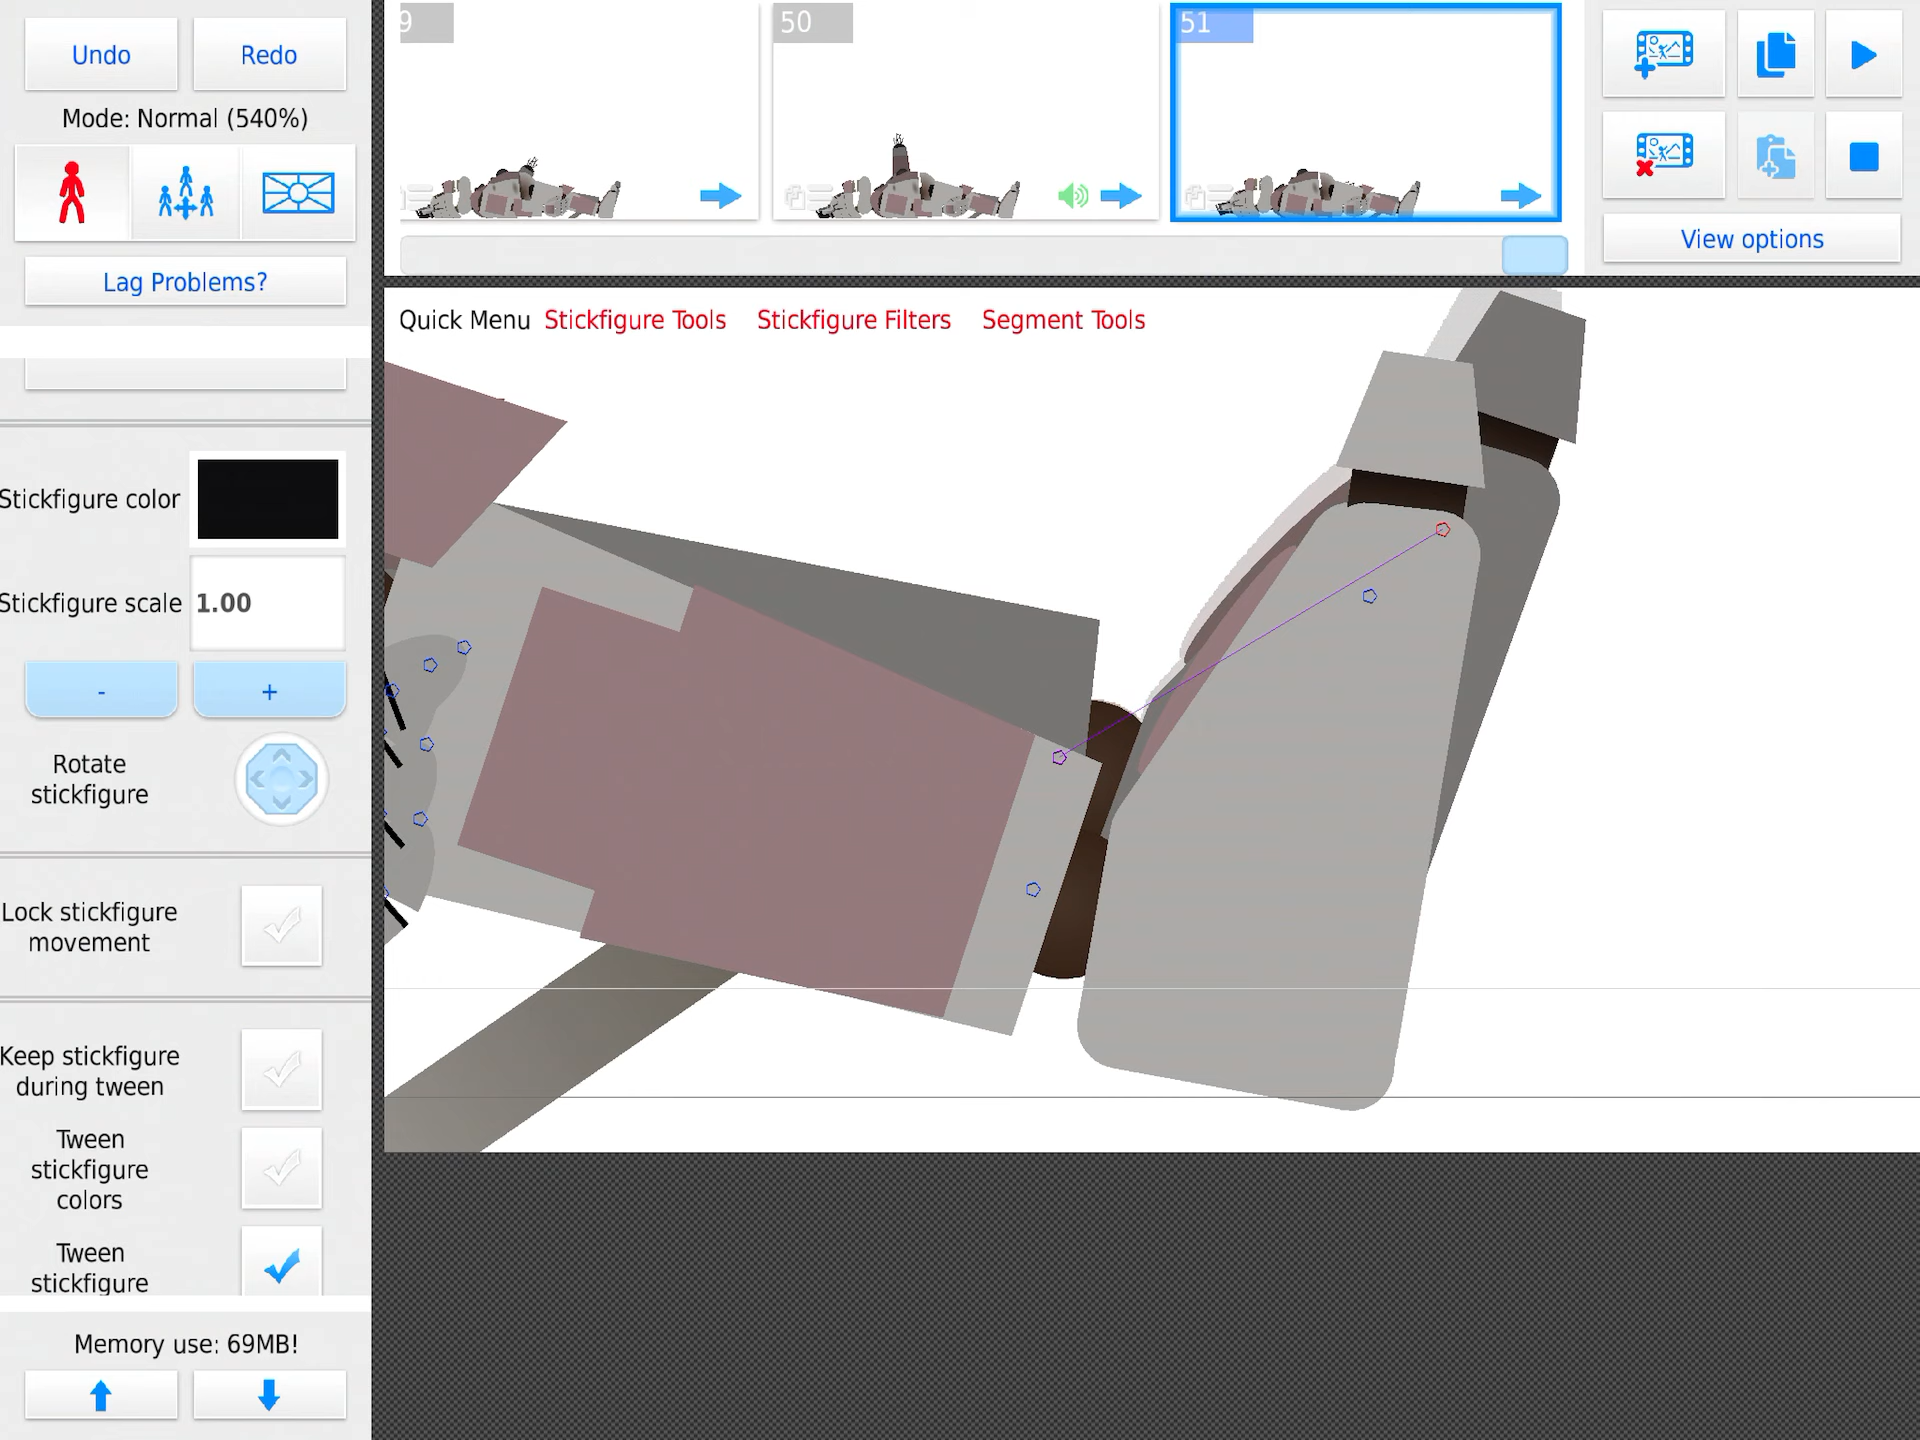 Undo
Redo
Mode: Normal (540%)
Lag Problems?
9
50
51
View options
Quick Menu
Stickfigure Tools
Stickfigure Filters
Segment Tools
Stickfigure color
Stickfigure scale
1.00
-
+
Rotate
stickfigure
Lock stickfigure
movement
Keep stickfigure
during tween
Tween
stickfigure
colors
Tween
stickfigure
Memory use: 69MB!